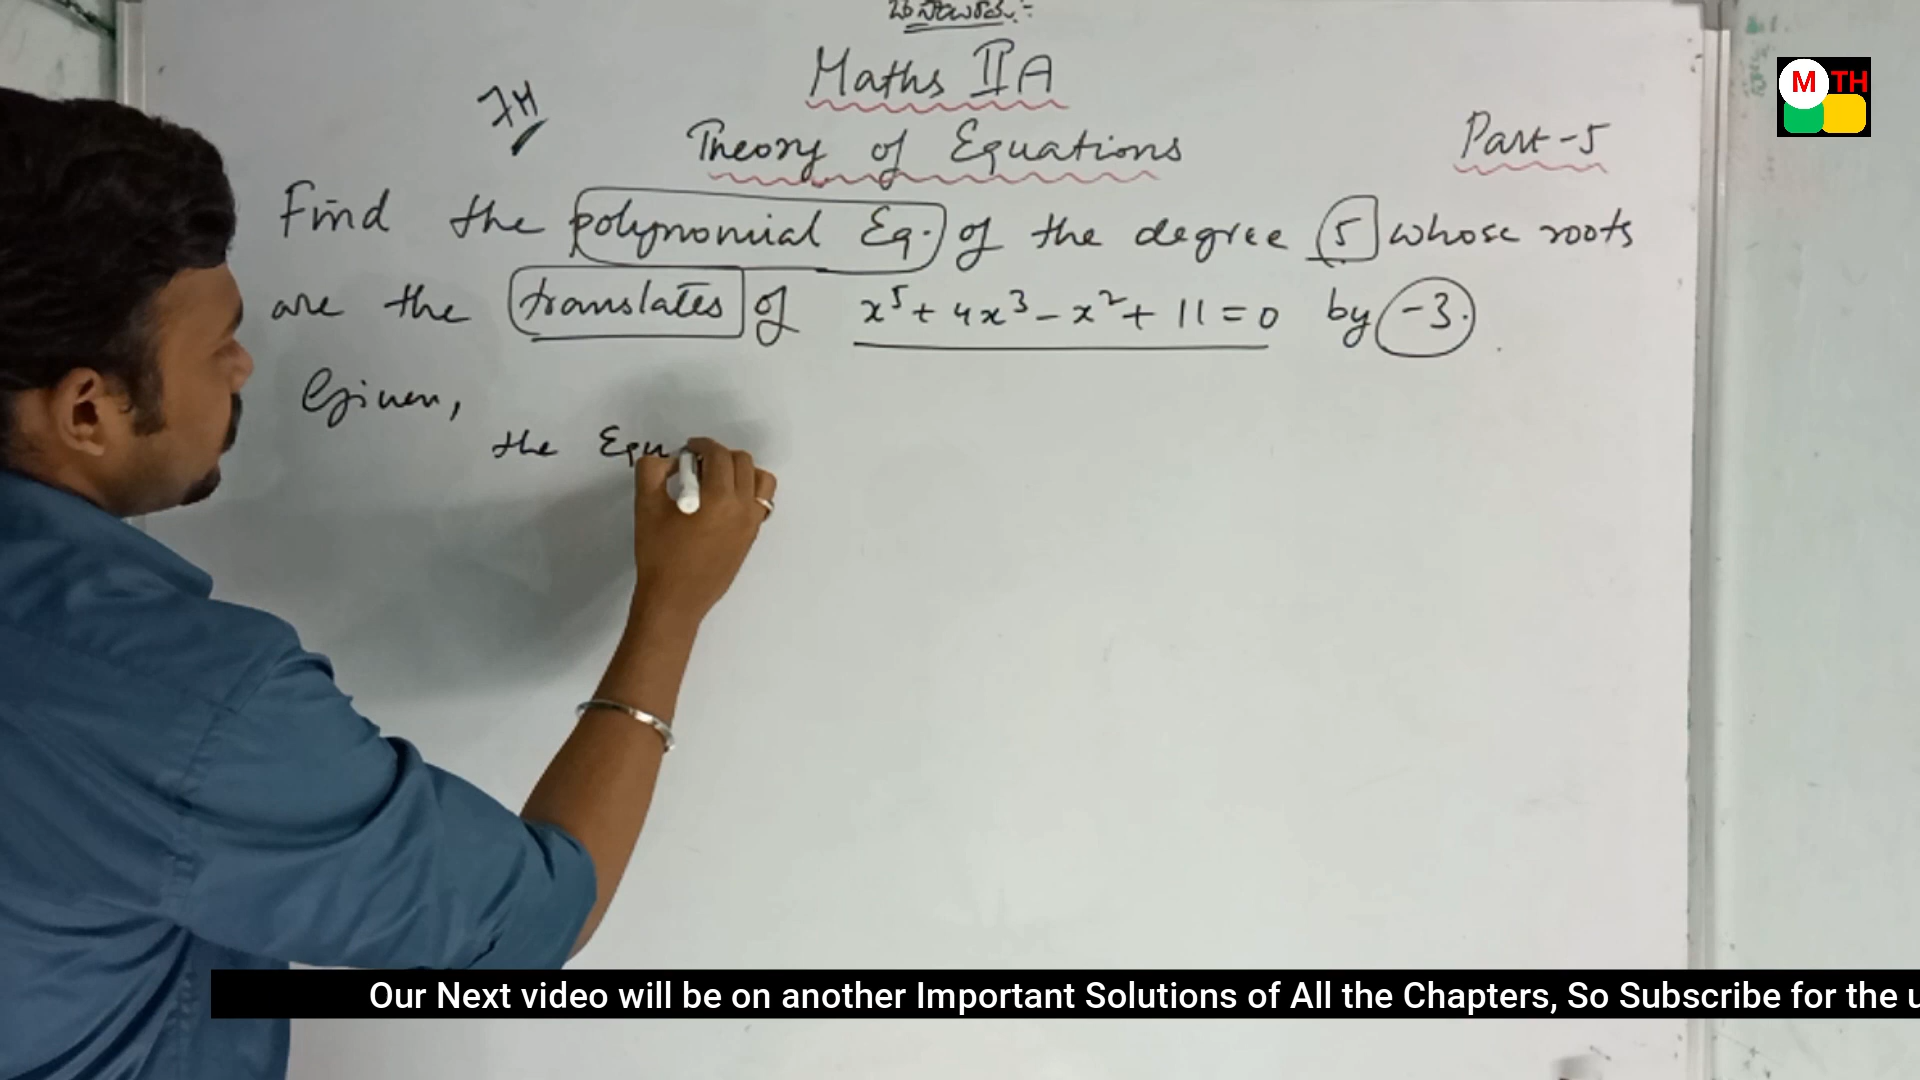 Maths IIA
7M
Theory of Equations
Part-5
Find the polynomial Eq. of the degree 5 whose roots
are the translates of x⁵ + 4x³ - x² + 11 = 0 by -3.
Given,
the Equ
M TH
Our Next video will be on another Important Solutions of All the Chapters, So Subscribe for the u